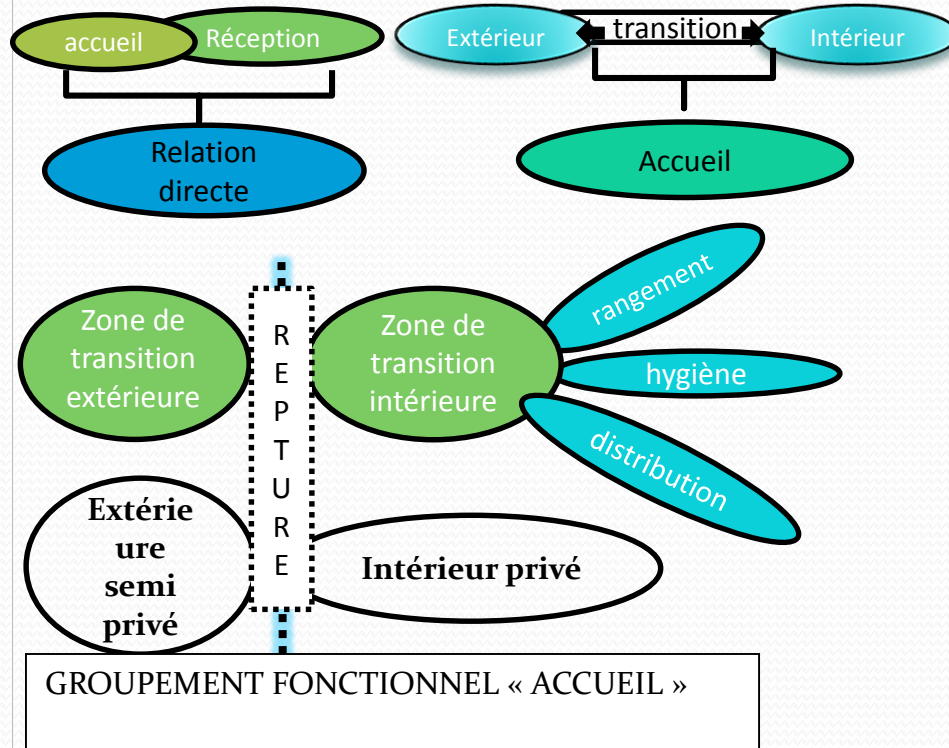 accueil
Réception
Relation
directe
Extérieur
transition
Intérieur
Accueil
Zone de
transition
extérieure
R
E
P
T
U
R
E
Zone de
transition
intérieure
rangement
hygiène
distribution
Extérie
ure
semi
privé
Intérieur privé
GROUPEMENT FONCTIONNEL « ACCUEIL »